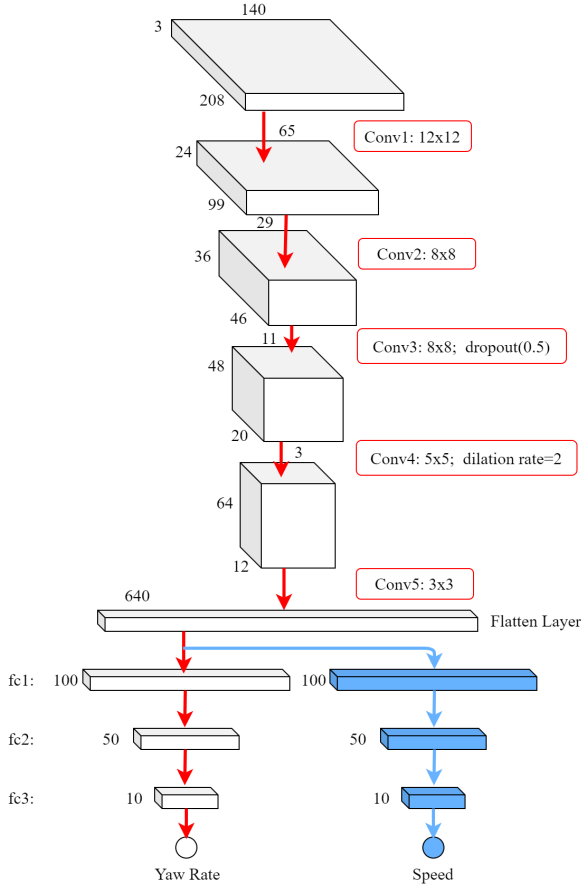 140
3
208
Conv1: 12x12
65
24
99
29
Conv2: 8x8
36
46
11
Conv3: 8x8; dropout(0.5)
48
20
3
Conv4: 5x5; dilation rate=2
64
12
Conv5: 3x3
640
Flatten Layer
fc1: 100 100
fc2: 50 50
fc3: 10 10
Yaw Rate Speed